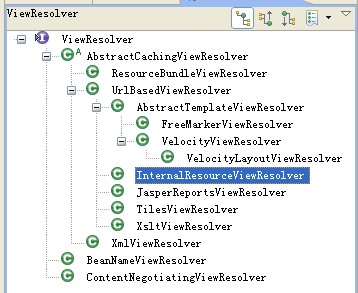 ViewResolver
ViewResolver
AbstractCachingViewResolver
ResourceBundleViewResolver
UrlBasedViewResolver
AbstractTemplateViewResolver
FreeMarkerViewResolver
VelocityViewResolver
VelocityLayoutViewResolver
InternalResourceViewResolver
JasperReportsViewResolver
TilesViewResolver
XsltViewResolver
XmlViewResolver
BeanNameViewResolver
ContentNegotiatingViewResolver